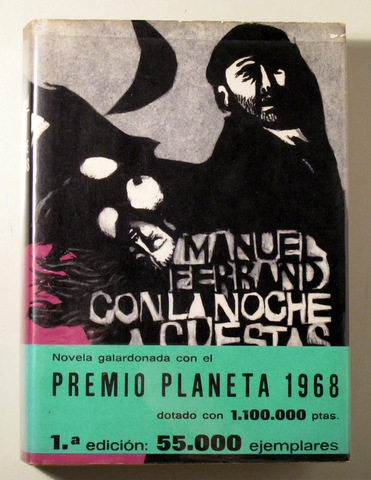 MANUEL
FERRAND
CON LA NOCHE
A CUESTAS
Novela galardonada con el
PREMIO PLANETA 1968
dotado con 1.100.000 ptas.
1.ª edición: 55.000 ejemplares